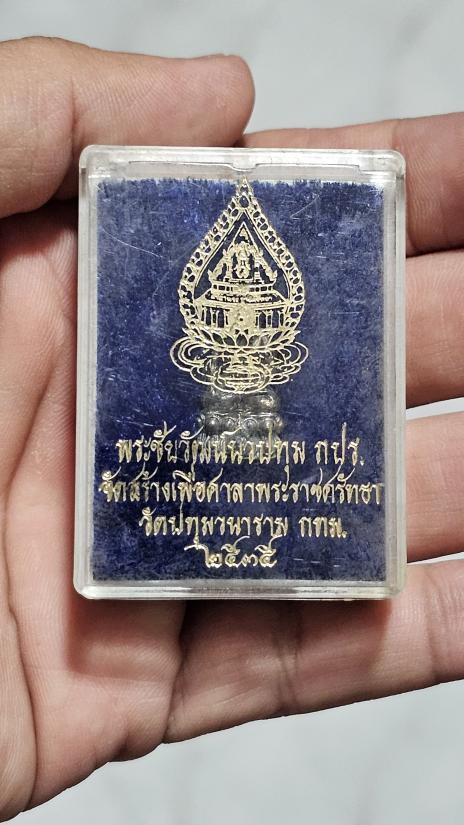 พระชัยวัฒน์นวปทุม กปร.
จัดสร้างเพื่อศาลาพระราชศรัทธา
วัดปทุมวนาราม กทม.
๒๕๓๕